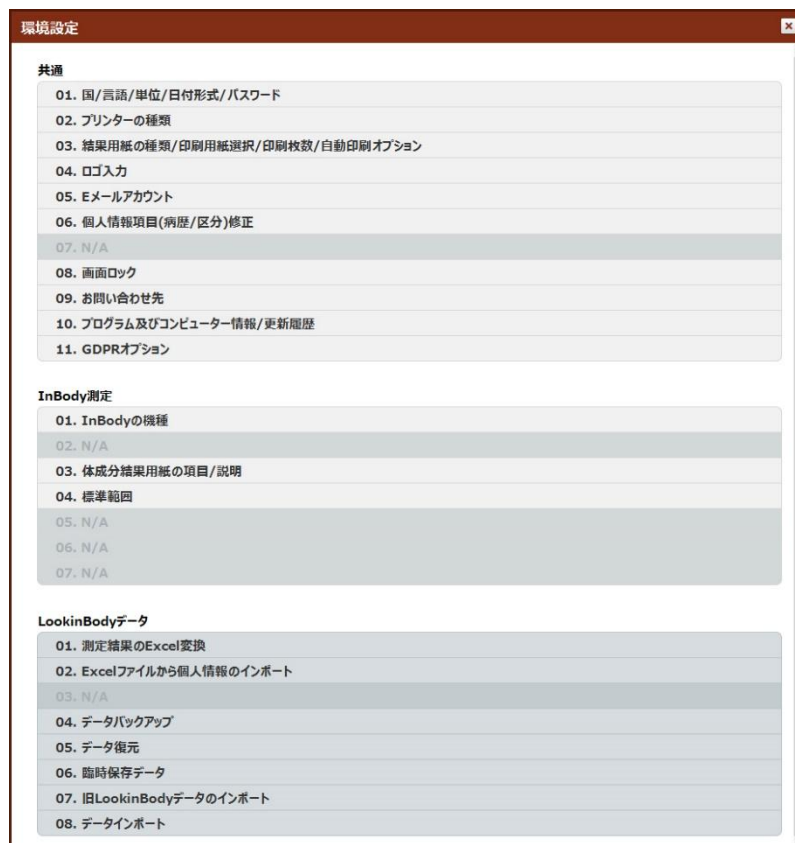 環境設定
共通
01. 国/言語/単位/日付形式/パスワード
02. プリンターの種類
03. 結果用紙の種類/印刷用紙選択/印刷枚数/自動印刷オプション
04. ロゴ入力
05. Eメールアカウント
06. 個人情報項目(病歴/区分)修正
07. N/A
08. 画面ロック
09. お問い合わせ先
10. プログラム及びコンピューター情報/更新履歴
11. GDPRオプション
InBody測定
01. InBodyの機種
02. N/A
03. 体成分結果用紙の項目/説明
04. 標準範囲
05. N/A
06. N/A
07. N/A
LookinBodyデータ
01. 測定結果のExcel変換
02. Excelファイルから個人情報のインポート
03. N/A
04. データバックアップ
05. データ復元
06. 臨時保存データ
07. 旧LookinBodyデータのインポート
08. データインポート